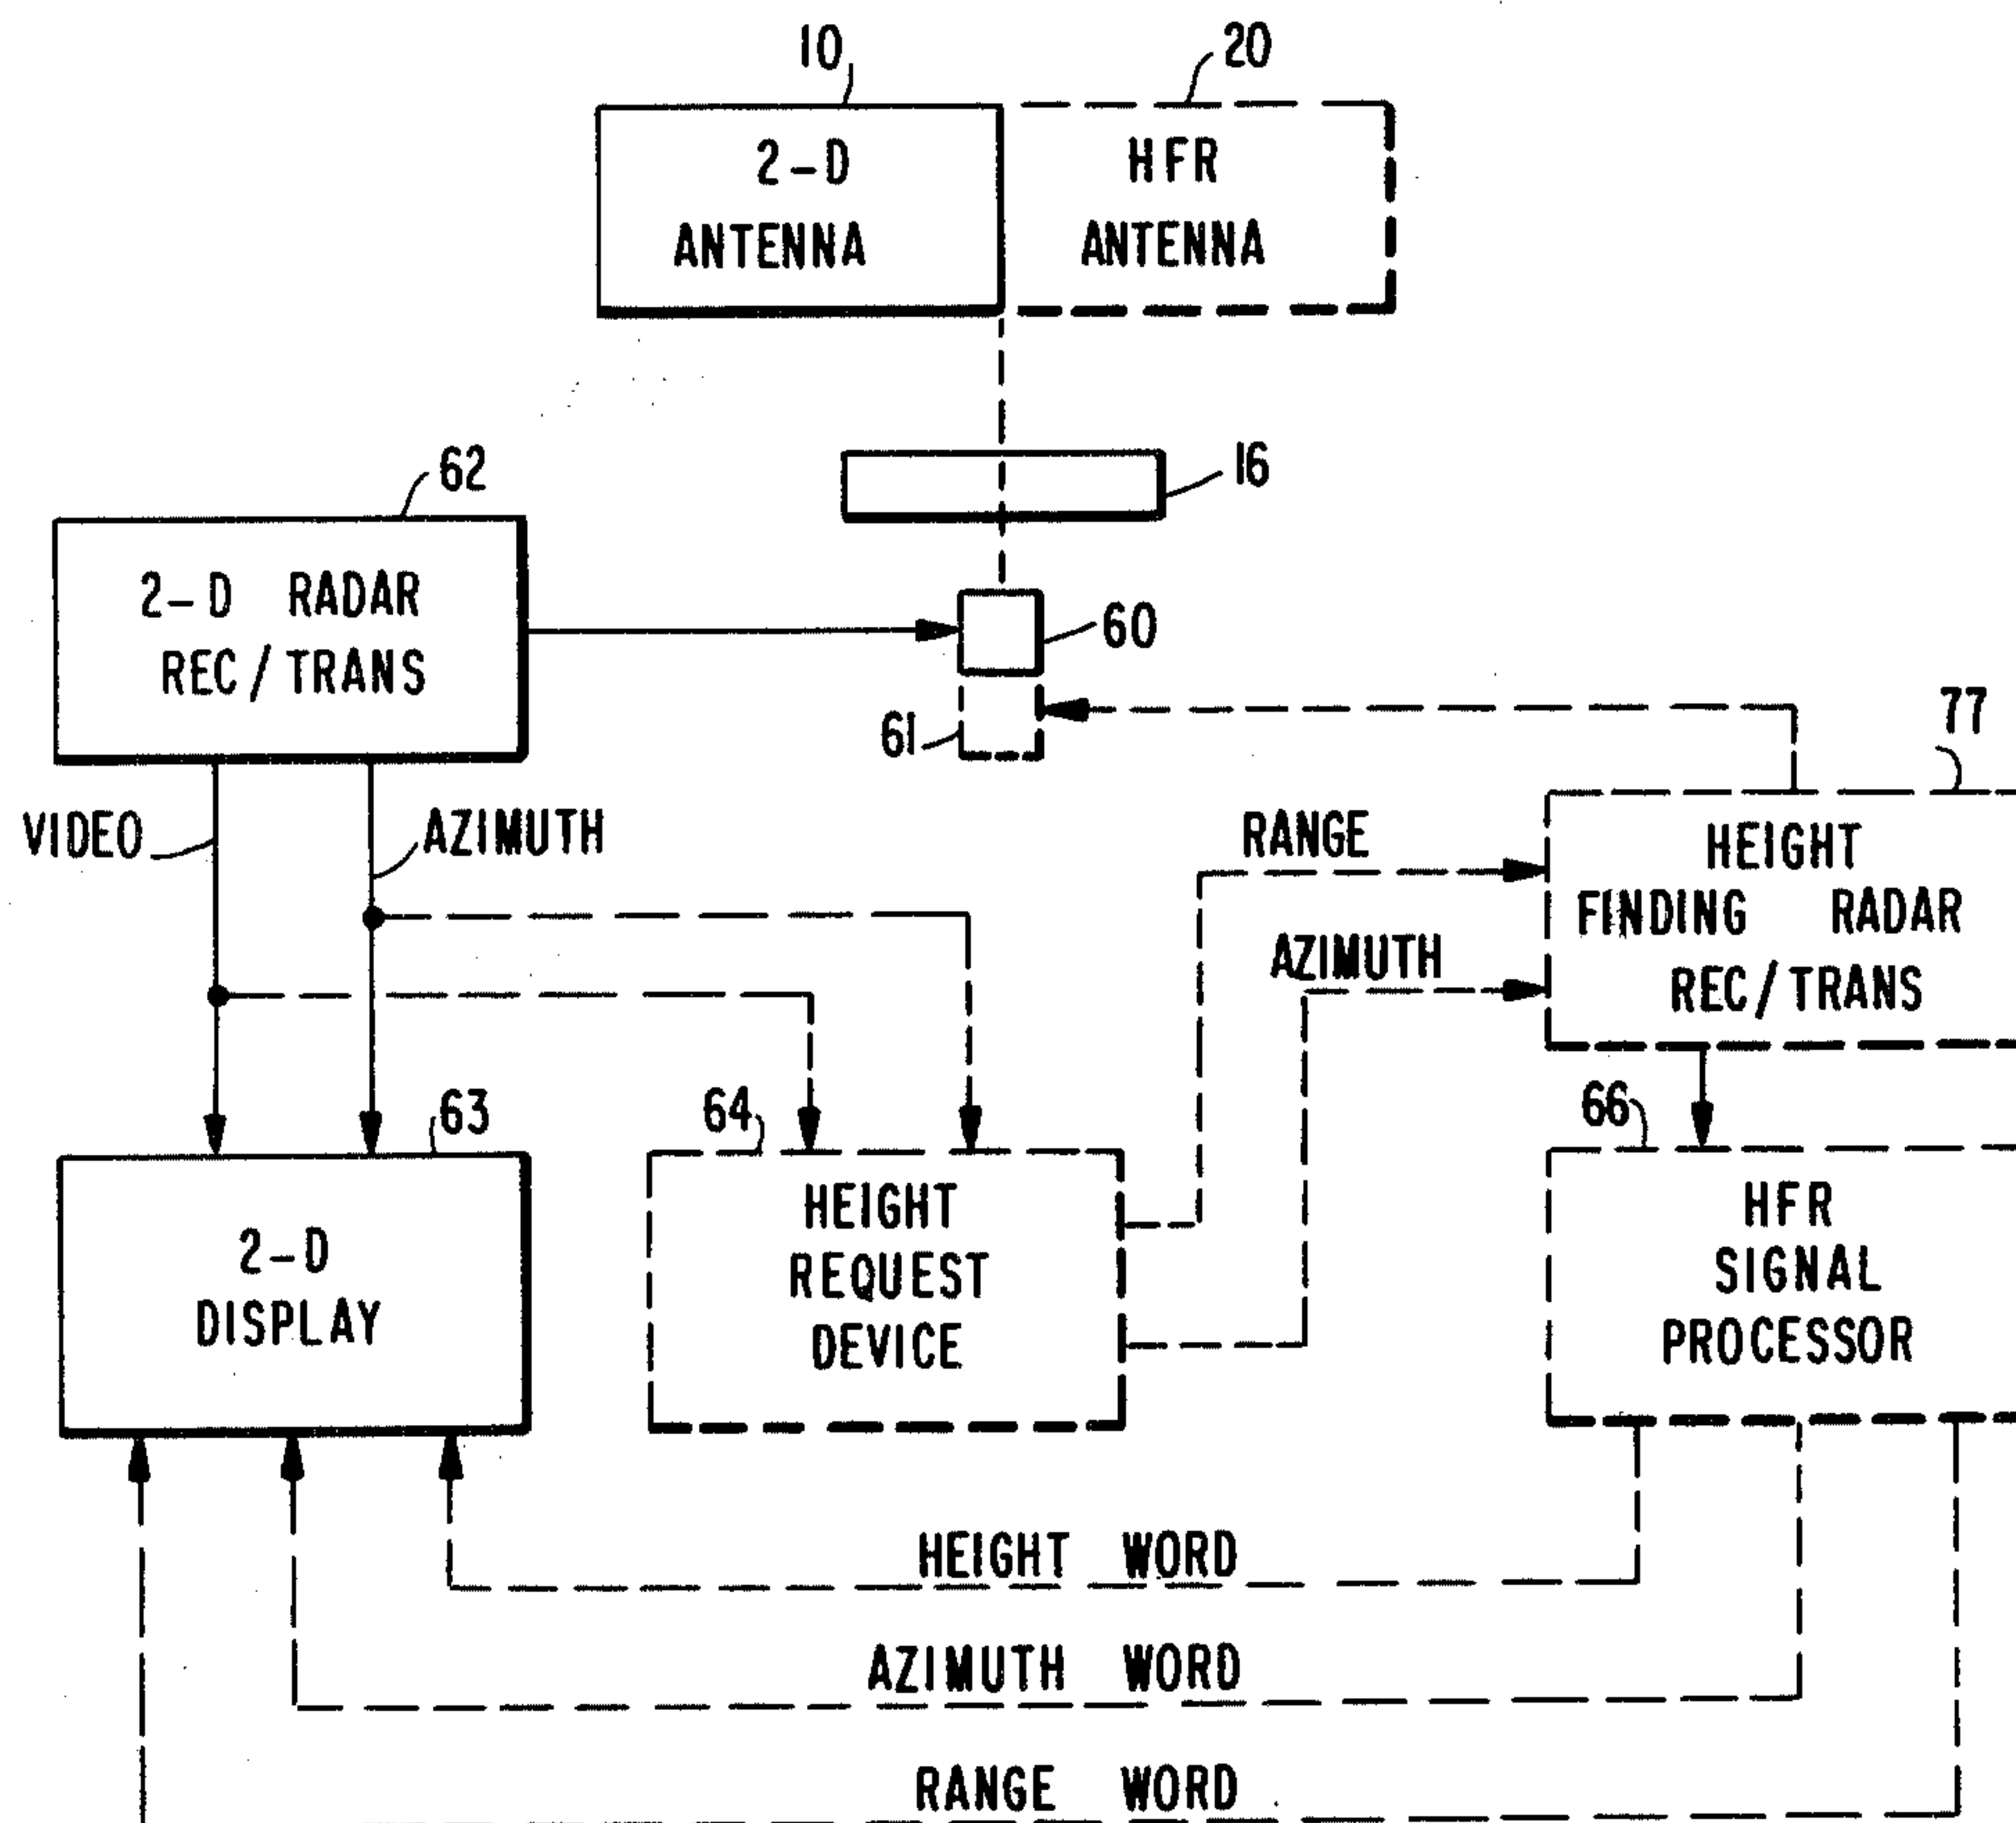 10
20
2-D
ANTENNA
HFR
ANTENNA
62
16
2-D RADAR
REC/TRANS
60
61
77
VIDEO
AZIMUTH
RANGE
AZIMUTH
HEIGHT
FINDING RADAR
REC/TRANS
63
64
66
2-D
DISPLAY
HEIGHT
REQUEST
DEVICE
HFR
SIGNAL
PROCESSOR
HEIGHT WORD
AZIMUTH WORD
RANGE WORD